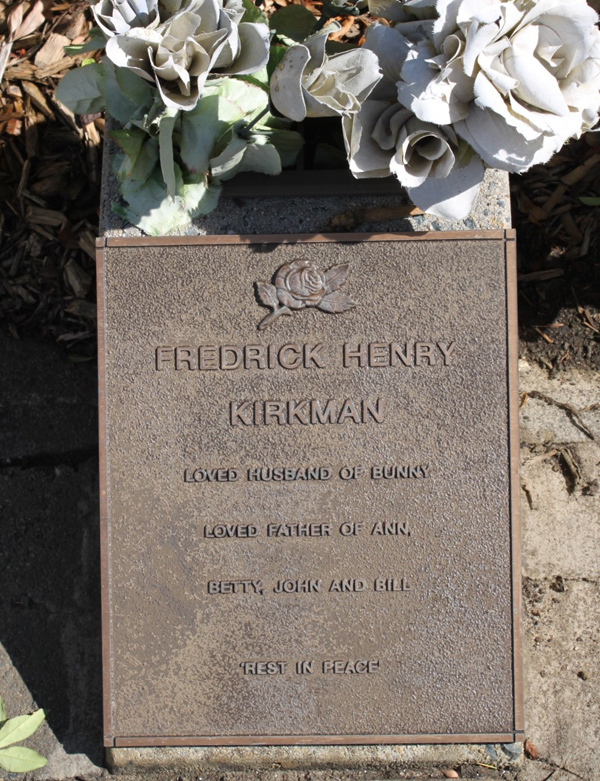 FREDRICK HENRY
KIRKMAN
LOVED HUSBAND OF BUNNY
LOVED FATHER OF ANN,
BETTY, JOHN AND BILL
'REST IN PEACE'